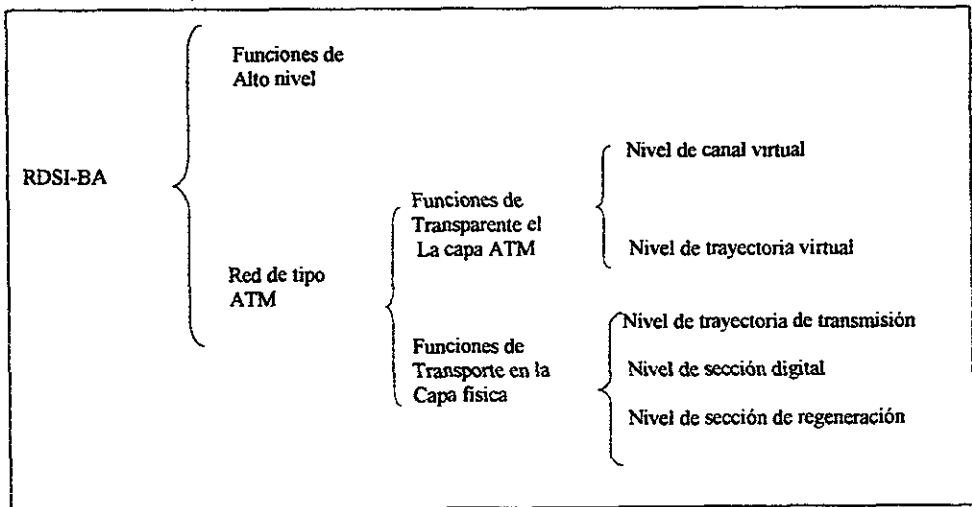 Funciones de
Alto nivel
RDSI-BA
Red de tipo
ATM
Funciones de
Transparente el
La capa ATM
Nivel de canal virtual
Nivel de trayectoria virtual
Funciones de
Transporte en la
Capa física
Nivel de trayectoria de transmisión
Nivel de sección digital
Nivel de sección de regeneración